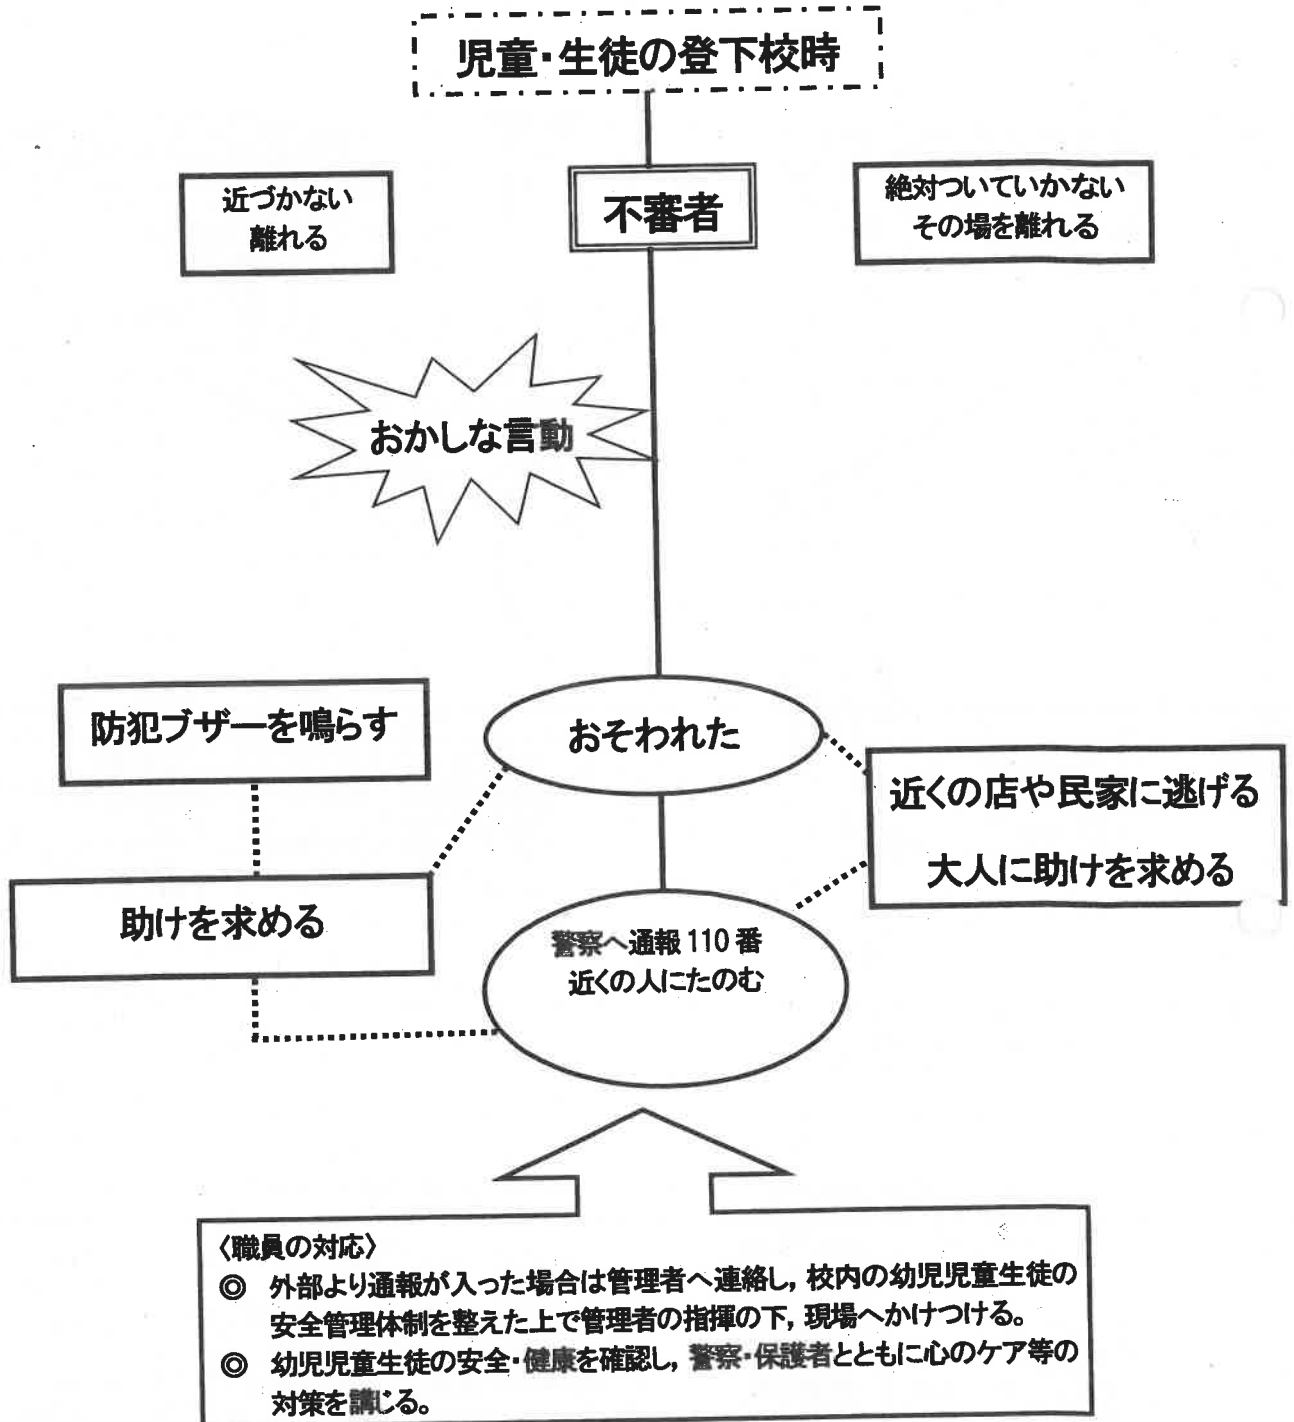 児童・生徒の登下校時
近づかない
離れる
不審者
絶対ついていかない
その場を離れる
おかしな言動
防犯ブザーを鳴らす
おそわれた
近くの店や民家に逃げる
大人に助けを求める
助けを求める
警察へ通報110番
近くの人にたのむ
〈職員の対応〉
◎ 外部より通報が入った場合は管理者へ連絡し，校内の幼児児童生徒の
安全管理体制を整えた上で管理者の指揮の下，現場へかけつける。
◎ 幼児児童生徒の安全・健康を確認し，警察・保護者とともに心のケア等の
対策を講じる。